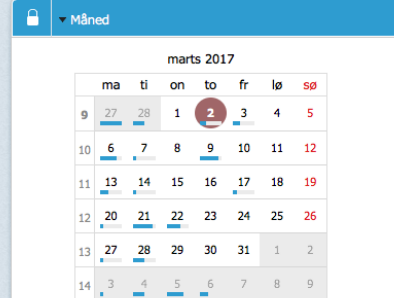 Måned
marts 2017
ma ti on to fr lø sø
9 27 28 1 2 3 4 5
10 6 7 8 9 10 11 12
11 13 14 15 16 17 18 19
12 20 21 22 23 24 25 26
13 27 28 29 30 31 1 2
14 3 4 5 6 7 8 9